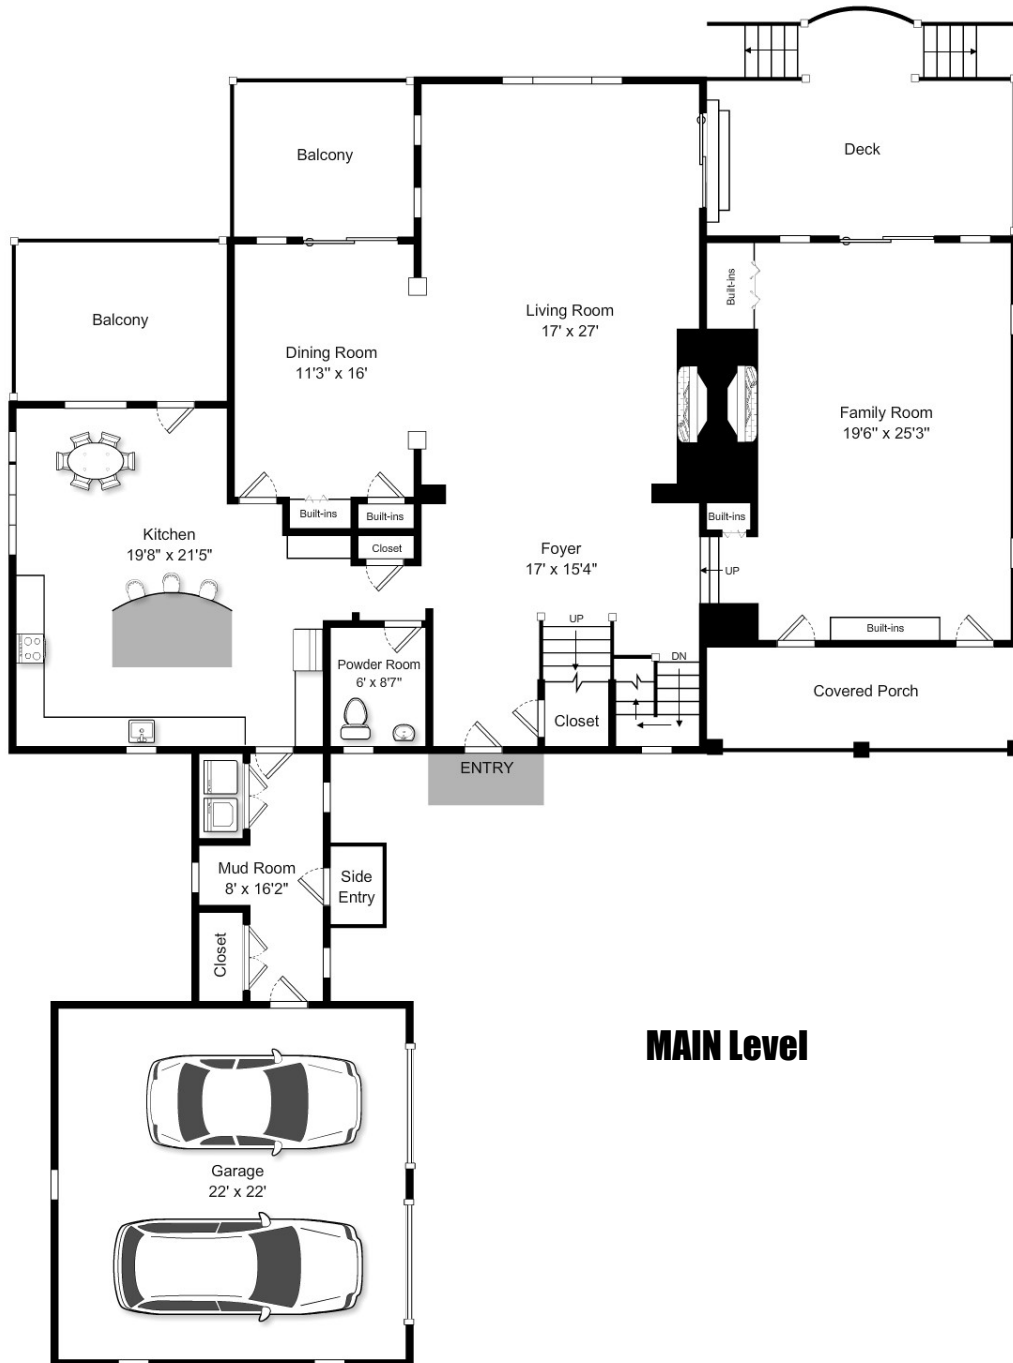 Balcony
Deck
Balcony
Built-ins
Living Room
17' x 27'
Dining Room
11'3" x 16'
Family Room
19'6" x 25'3"
Built-ins
Built-ins
Built-ins
Kitchen
19'8" x 21'5"
Closet
Foyer
17' x 15'4"
UP
UP
Built-ins
DN
Powder Room
6' x 8'7"
Covered Porch
Closet
ENTRY
Mud Room
8' x 16'2"
Side
Entry
Closet
MAIN Level
Garage
22' x 22'